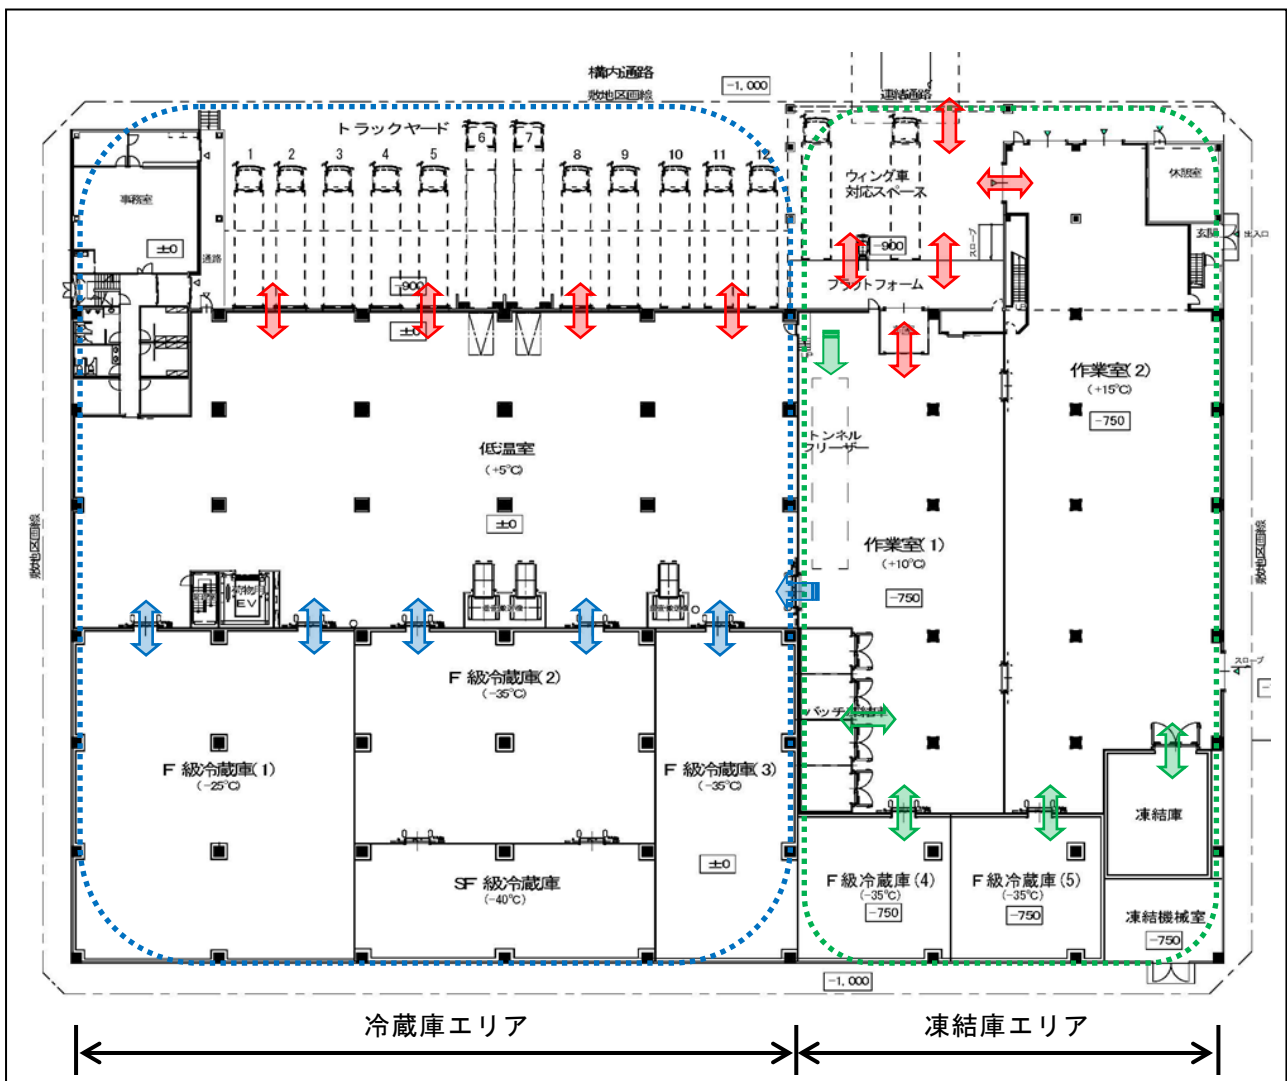 構内通路
敷地区画線
-1,000
連結通路
トラックヤード
1 2 3 4 5 6 7 8 9 10 11 12
ウィング車
対応スペース
休憩室
事務室
±0
玄関
出入口
通路
スロープ
-900
-900
プラットフォーム
±0
作業室(2)
(+15℃)
-750
低温室
(+5℃)
トンネル
フリーザー
±0
敷地区画線
敷地区画線
作業室(1)
(+10℃)
-750
荷物用
EV
スロープ
F 級冷蔵庫(2)
(-35℃)
F 級冷蔵庫(1)
(-25℃)
F 級冷蔵庫(3)
(-35℃)
凍結庫
±0
SF 級冷蔵庫
(-40℃)
F 級冷蔵庫(4)
(-35℃)
-750
F 級冷蔵庫(5)
(-35℃)
-750
凍結機械室
-750
-1,000
冷蔵庫エリア
凍結庫エリア